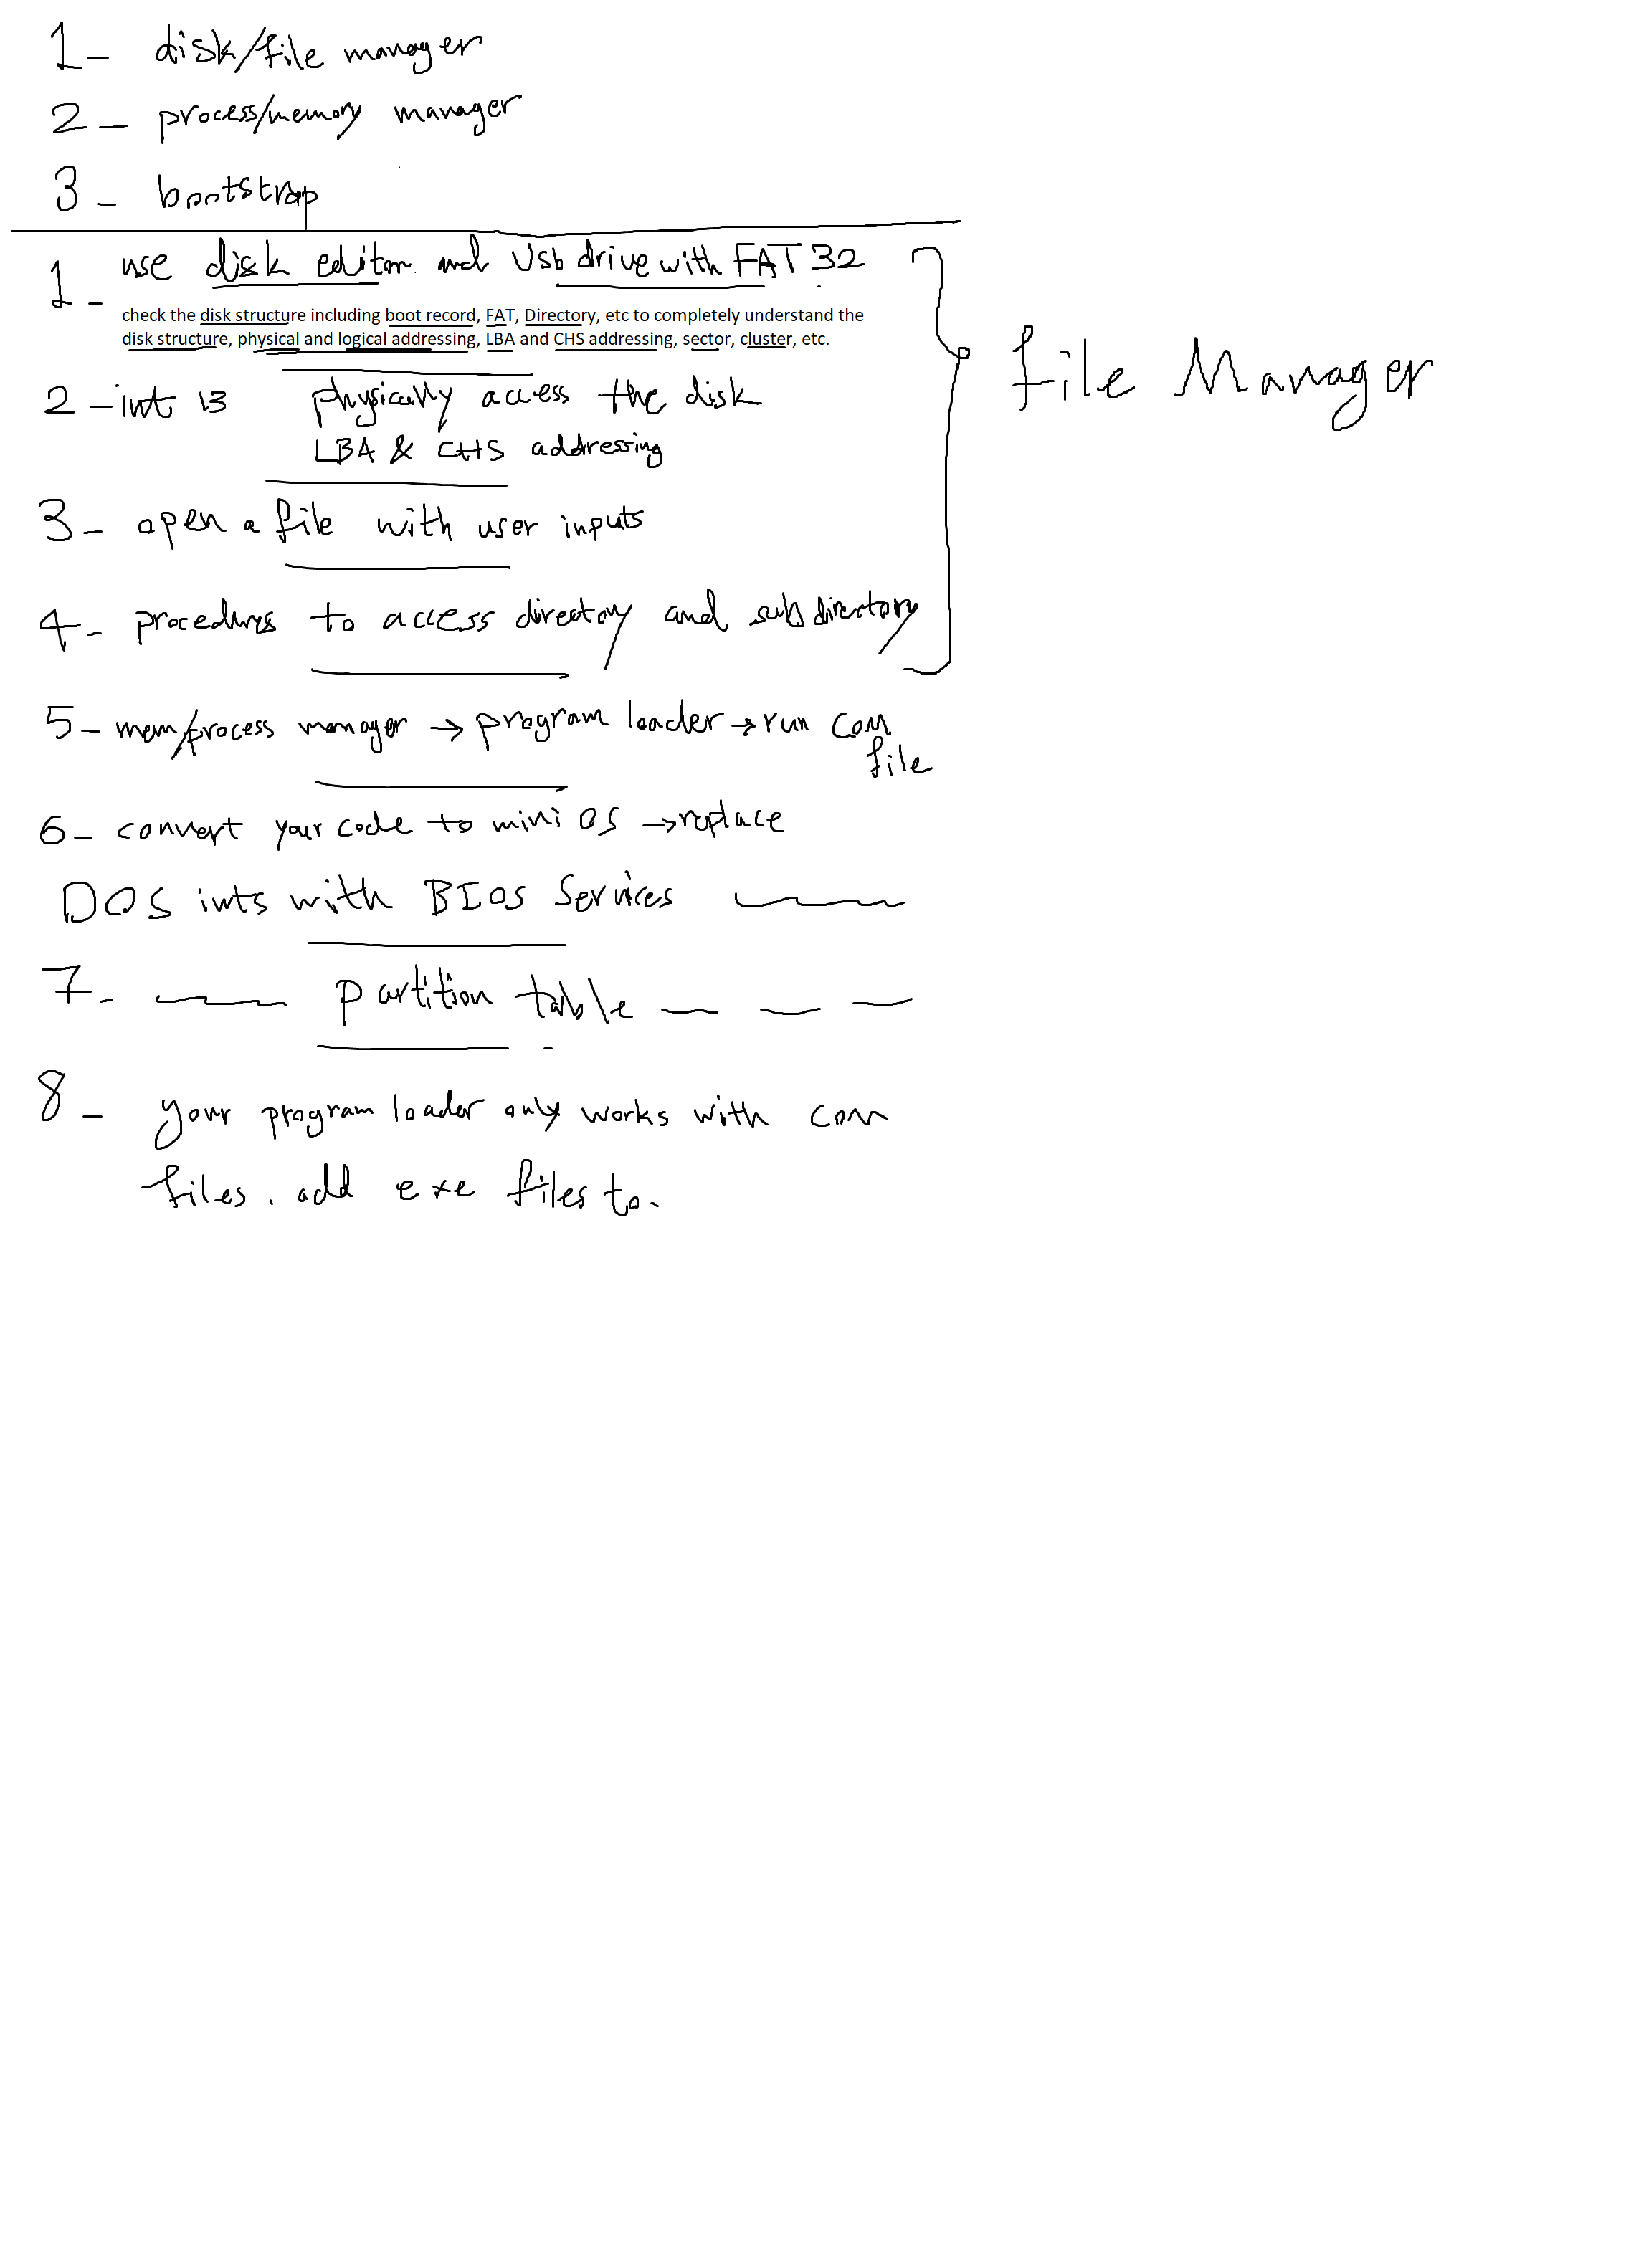 1- disk/file manager
2- process/memory manager
3- bootstrap
1- use disk editor and Usb drive with FAT 32
check the disk structure including boot record, FAT, Directory, etc to completely understand the
disk structure, physical and logical addressing, LBA and CHS addressing, sector, cluster, etc.
2- int 13 physically access the disk
LBA & CHS addressing
3- open a file with user inputs
4- procedures to access directory and subdirectory
file Manager
5- mem/process manager → program loader → run com
file
6- convert your code to mini OS → replace
DOS ints with BIOS Services
7- partition table
8- your program loader only works with com
files. add exe files to.